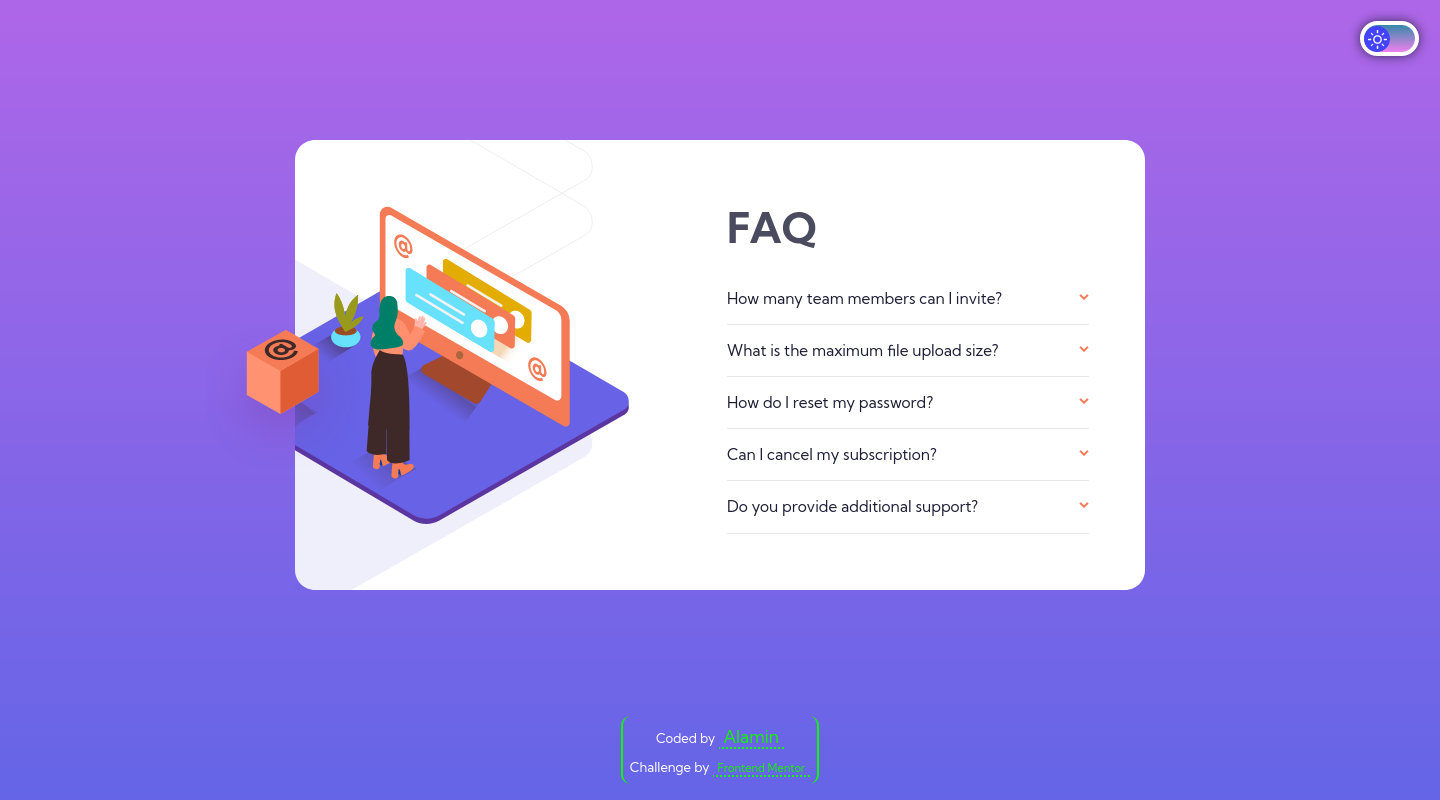 FAQ
@
@
@
How many team members can I invite?
What is the maximum file upload size?
How do I reset my password?
Can I cancel my subscription?
Do you provide additional support?
Coded by Alamin
Challenge by Frontend Mentor